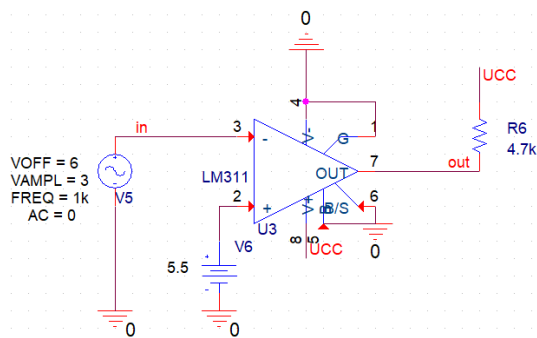 0
UCC
4
1
in
3
-
V-
G
R6
4.7k
VOFF = 6
VAMPL = 3
FREQ = 1k
AC = 0
V5
LM311
OUT
7
out
2
+
V+
B
B/S
6
U3
V6
5.5
8
5
UCC
0
0
0